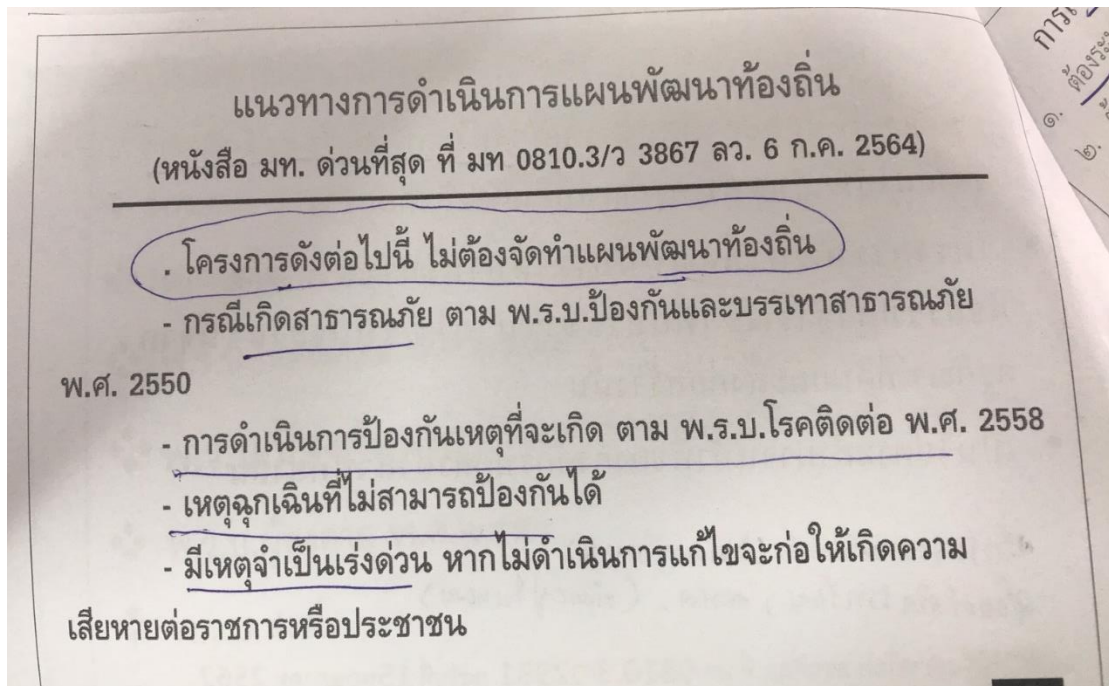 แนวทางการดำเนินการแผนพัฒนาท้องถิ่น
(หนังสือ มท. ด่วนที่สุด ที่ มท 0810.3/ว 3867 ลว. 6 ก.ค. 2564)
. โครงการดังต่อไปนี้ ไม่ต้องจัดทำแผนพัฒนาท้องถิ่น
- กรณีเกิดสาธารณภัย ตาม พ.ร.บ.ป้องกันและบรรเทาสาธารณภัย
พ.ศ. 2550
- การดำเนินการป้องกันเหตุที่จะเกิด ตาม พ.ร.บ.โรคติดต่อ พ.ศ. 2558
- เหตุฉุกเฉินที่ไม่สามารถป้องกันได้
- มีเหตุจำเป็นเร่งด่วน หากไม่ดำเนินการแก้ไขจะก่อให้เกิดความ
เสียหายต่อราชการหรือประชาชน
๑.
๒.